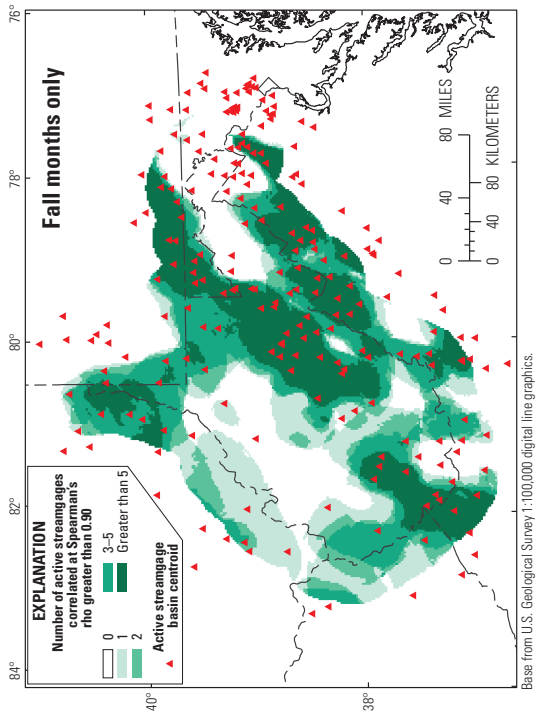 Fall months only
EXPLANATION
Number of active streamgages
correlated at Spearman's
rho greater than 0.90
0
1
2
3–5
Greater than 5
Active streamgage
basin centroid
84°
82°
80°
78°
76°
40°
38°
0 40 80 MILES
0 40 80 KILOMETERS
Base from U.S. Geological Survey 1:100,000 digital line graphics.